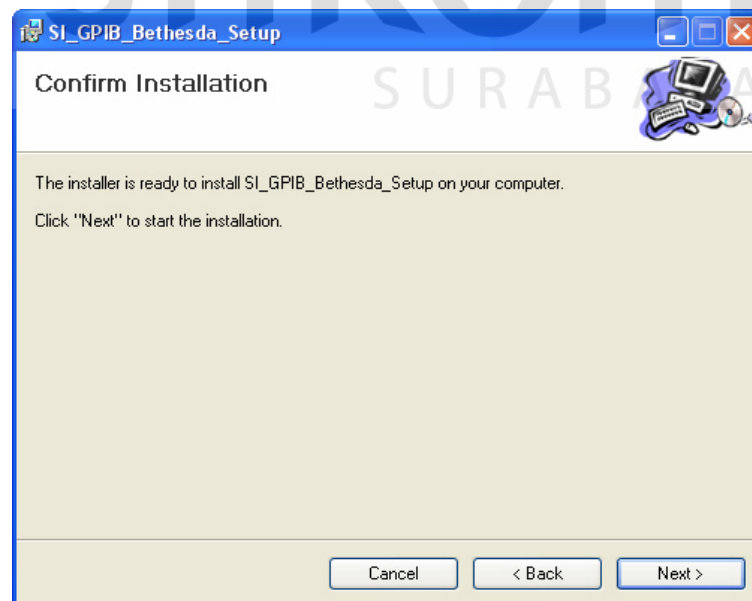 SI_GPIB_Bethesda_Setup
Confirm Installation
SURABA
The installer is ready to install SI_GPIB_Bethesda_Setup on your computer.
Click "Next" to start the installation.
Cancel
< Back
Next >